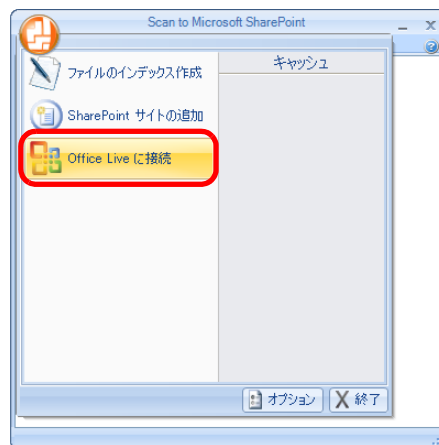 Scan to Microsoft SharePoint
ファイルのインデックス作成
キャッシュ
SharePoint サイトの追加
Office Live に接続
オプション
終了